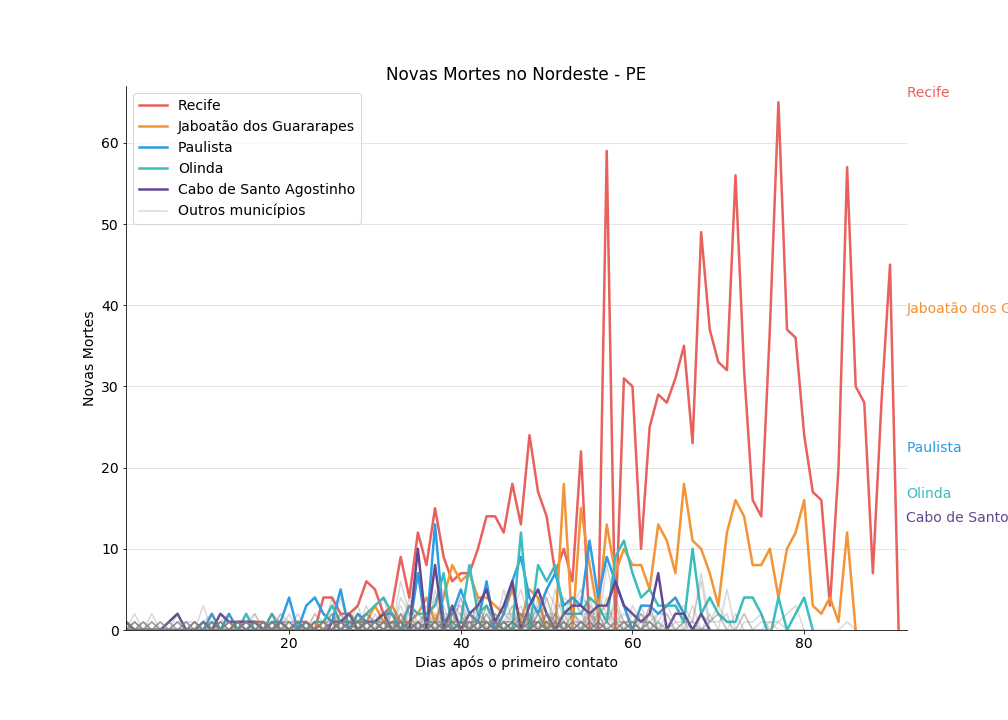 Novas Mortes no Nordeste - PE
Recife
Jaboatão dos Guararapes
Paulista
Olinda
Cabo de Santo Agostinho
Outros municípios
Recife
Jaboatão dos G
Paulista
Olinda
Cabo de Santo
Novas Mortes
60
50
40
30
20
10
0
20
40
60
80
Dias após o primeiro contato